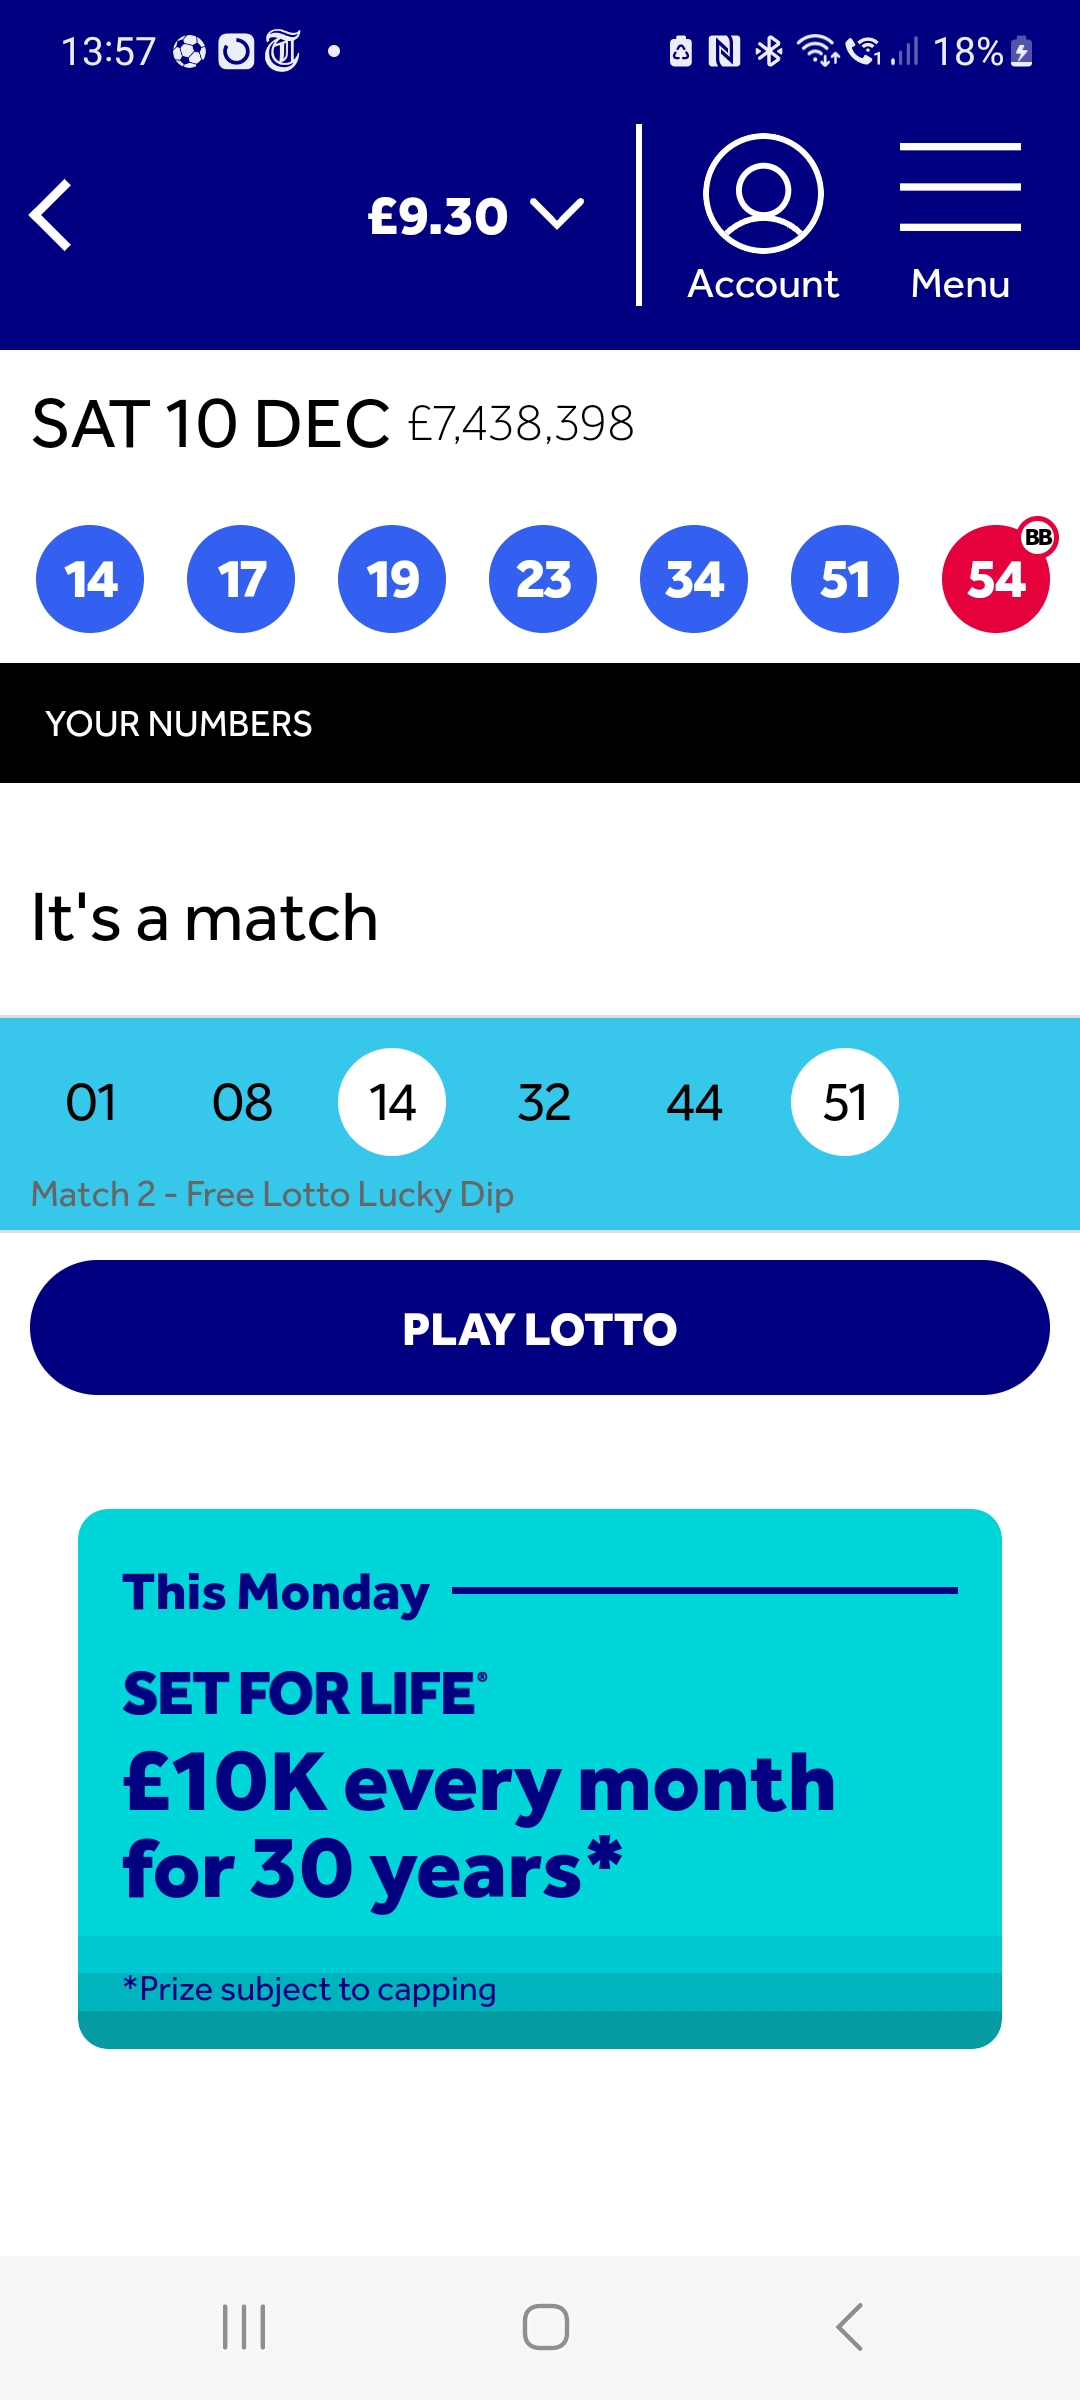 13:57 18%
£9.30
Account Menu
SAT 10 DEC £7,438,398
14 17 19 23 34 51 54 BB
YOUR NUMBERS
It's a match
01 08 14 32 44 51
Match 2 - Free Lotto Lucky Dip
PLAY LOTTO
This Monday
SET FOR LIFE®
£10K every month
for 30 years*
*Prize subject to capping